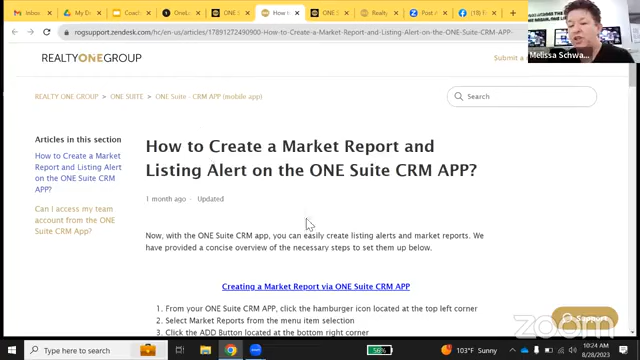 Inbox
My D
Coach
OneL
ONE S
How to
ONE S
Realty
Post /
(18) F
rogsupport.zendesk.com/hc/en-us/articles/17891272490900-How-to-Create-a-Market-Report-and-Listing-Alert-on-the-ONE-Suite-CRM-APP-
Melissa Schwa...
REALTYONEGROUP
Submit a
REALTY ONE GROUP > ONE SUITE > ONE Suite - CRM APP (mobile app)
Search
Articles in this section
How to Create a Market
Report and Listing Alert
on the ONE Suite CRM
APP?
Can I access my team
account from the ONE
Suite CRM App?
How to Create a Market Report and
Listing Alert on the ONE Suite CRM APP?
1 month ago · Updated
Now, with the ONE Suite CRM app, you can easily create listing alerts and market reports. We
have provided a concise overview of the necessary steps to set them up below.
Creating a Market Report via ONE Suite CRM APP
1. From your ONE Suite CRM APP, click the hamburger icon located at the top left corner
2. Select Market Reports from the menu item selection
3. Click the ADD Button located at the bottom right corner
Support
zoom
Type here to search
56%
103°F Sunny
10:24 AM
8/28/2023